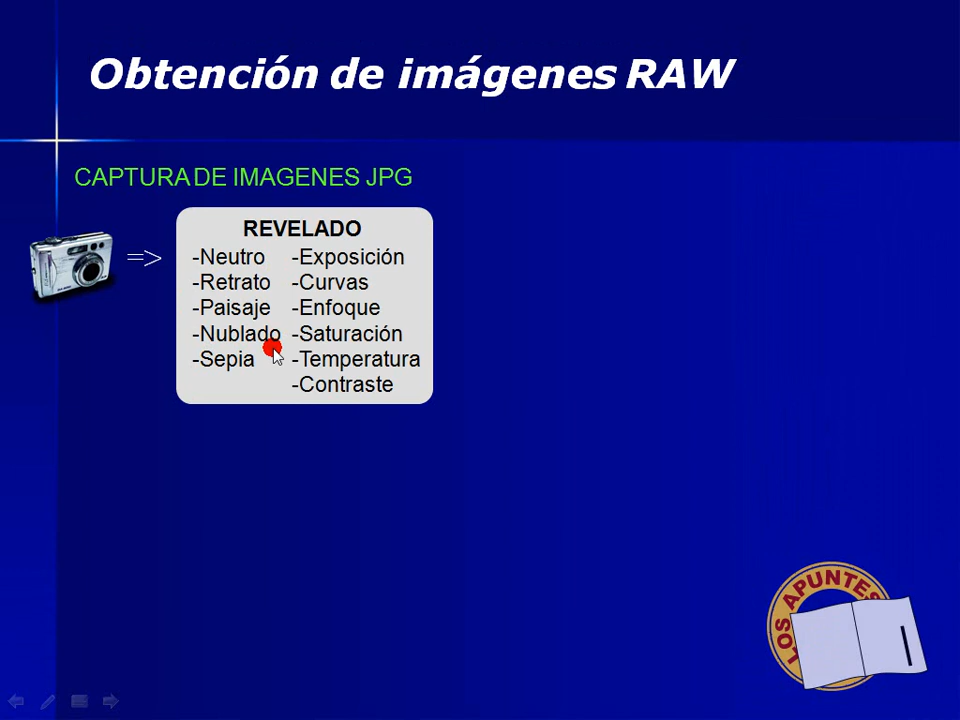 Obtención de imágenes RAW
CAPTURA DE IMAGENES JPG
=>
REVELADO
-Neutro -Exposición
-Retrato -Curvas
-Paisaje -Enfoque
-Nublado -Saturación
-Sepia -Temperatura
-Contraste
LOS APUNTES